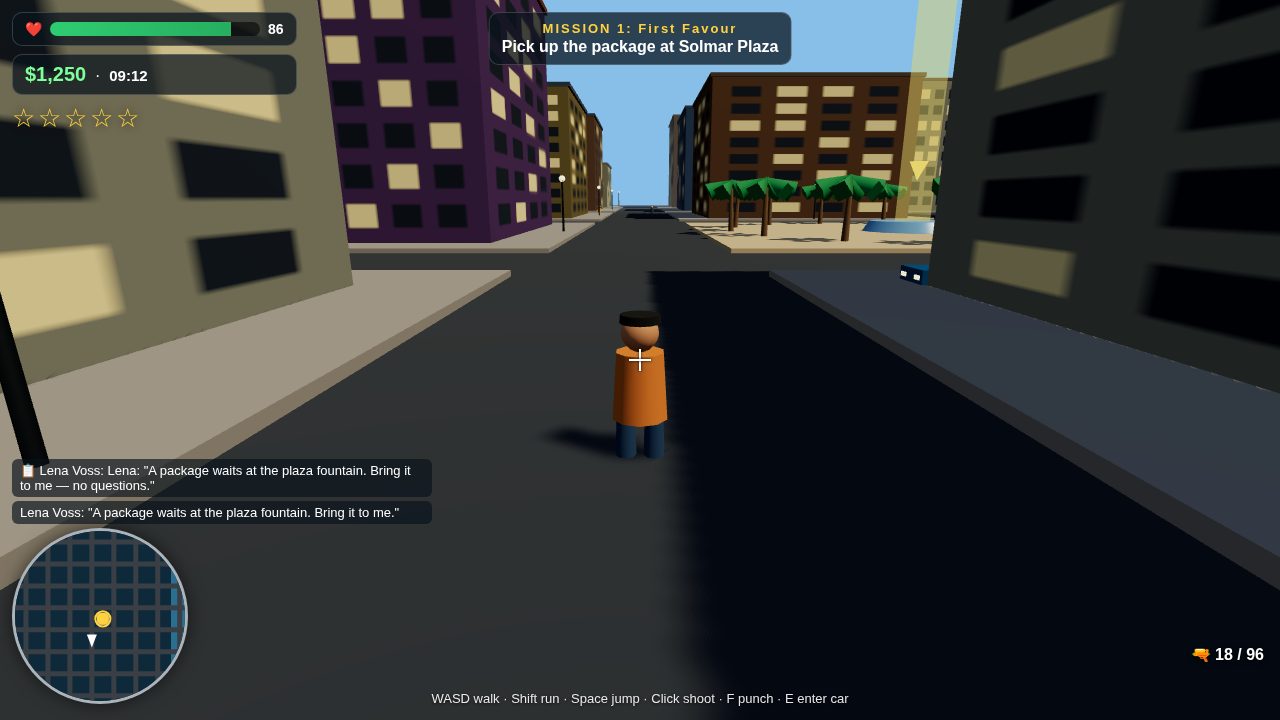 86
MISSION 1: First Favour
Pick up the package at Solmar Plaza
$1,250 · 09:12
Lena Voss: Lena: "A package waits at the plaza fountain. Bring it
to me — no questions."
Lena Voss: "A package waits at the plaza fountain. Bring it to me."
18 / 96
WASD walk · Shift run · Space jump · Click shoot · F punch · E enter car